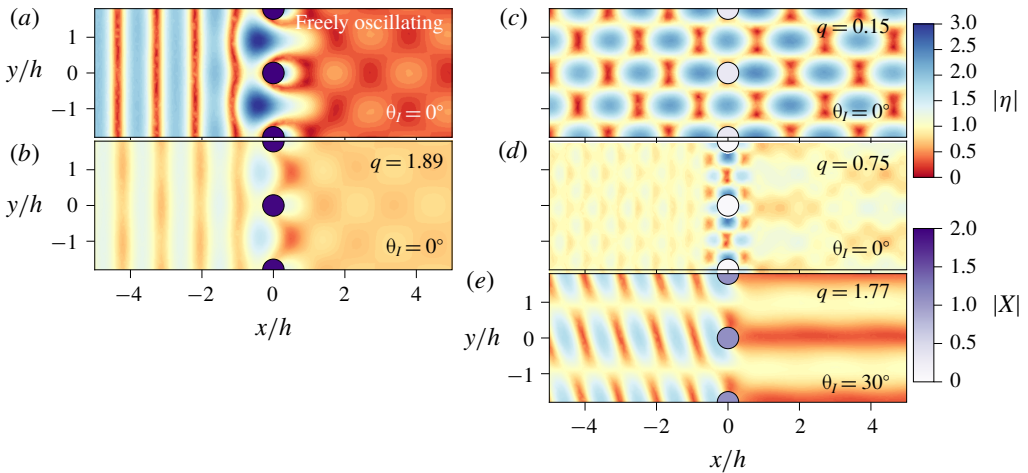 (a)
Freely oscillating
1
y/h
0
−1
θI = 0°
(b)
q = 1.89
1
y/h
0
−1
θI = 0°
−4
−2
0
2
4
x/h
(c)
q = 0.15
θI = 0°
(d)
q = 0.75
θI = 0°
(e)
q = 1.77
1
y/h
0
−1
θI = 30°
−4
−2
0
2
4
x/h
3.0
2.5
2.0
1.5
1.0
0.5
0
|η|
2.0
1.5
1.0
0.5
0
|X|